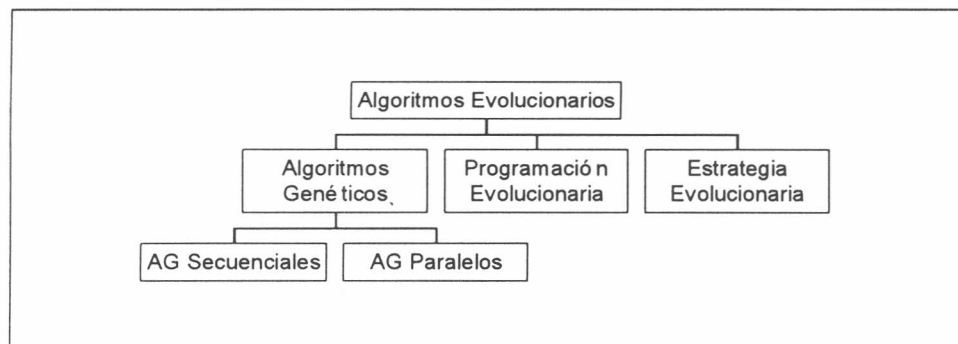 Algoritmos Evolucionarios
Algoritmos
Genéticos
Programación
Evolucionaria
Estrategia
Evolucionaria
AG Secuenciales
AG Paralelos